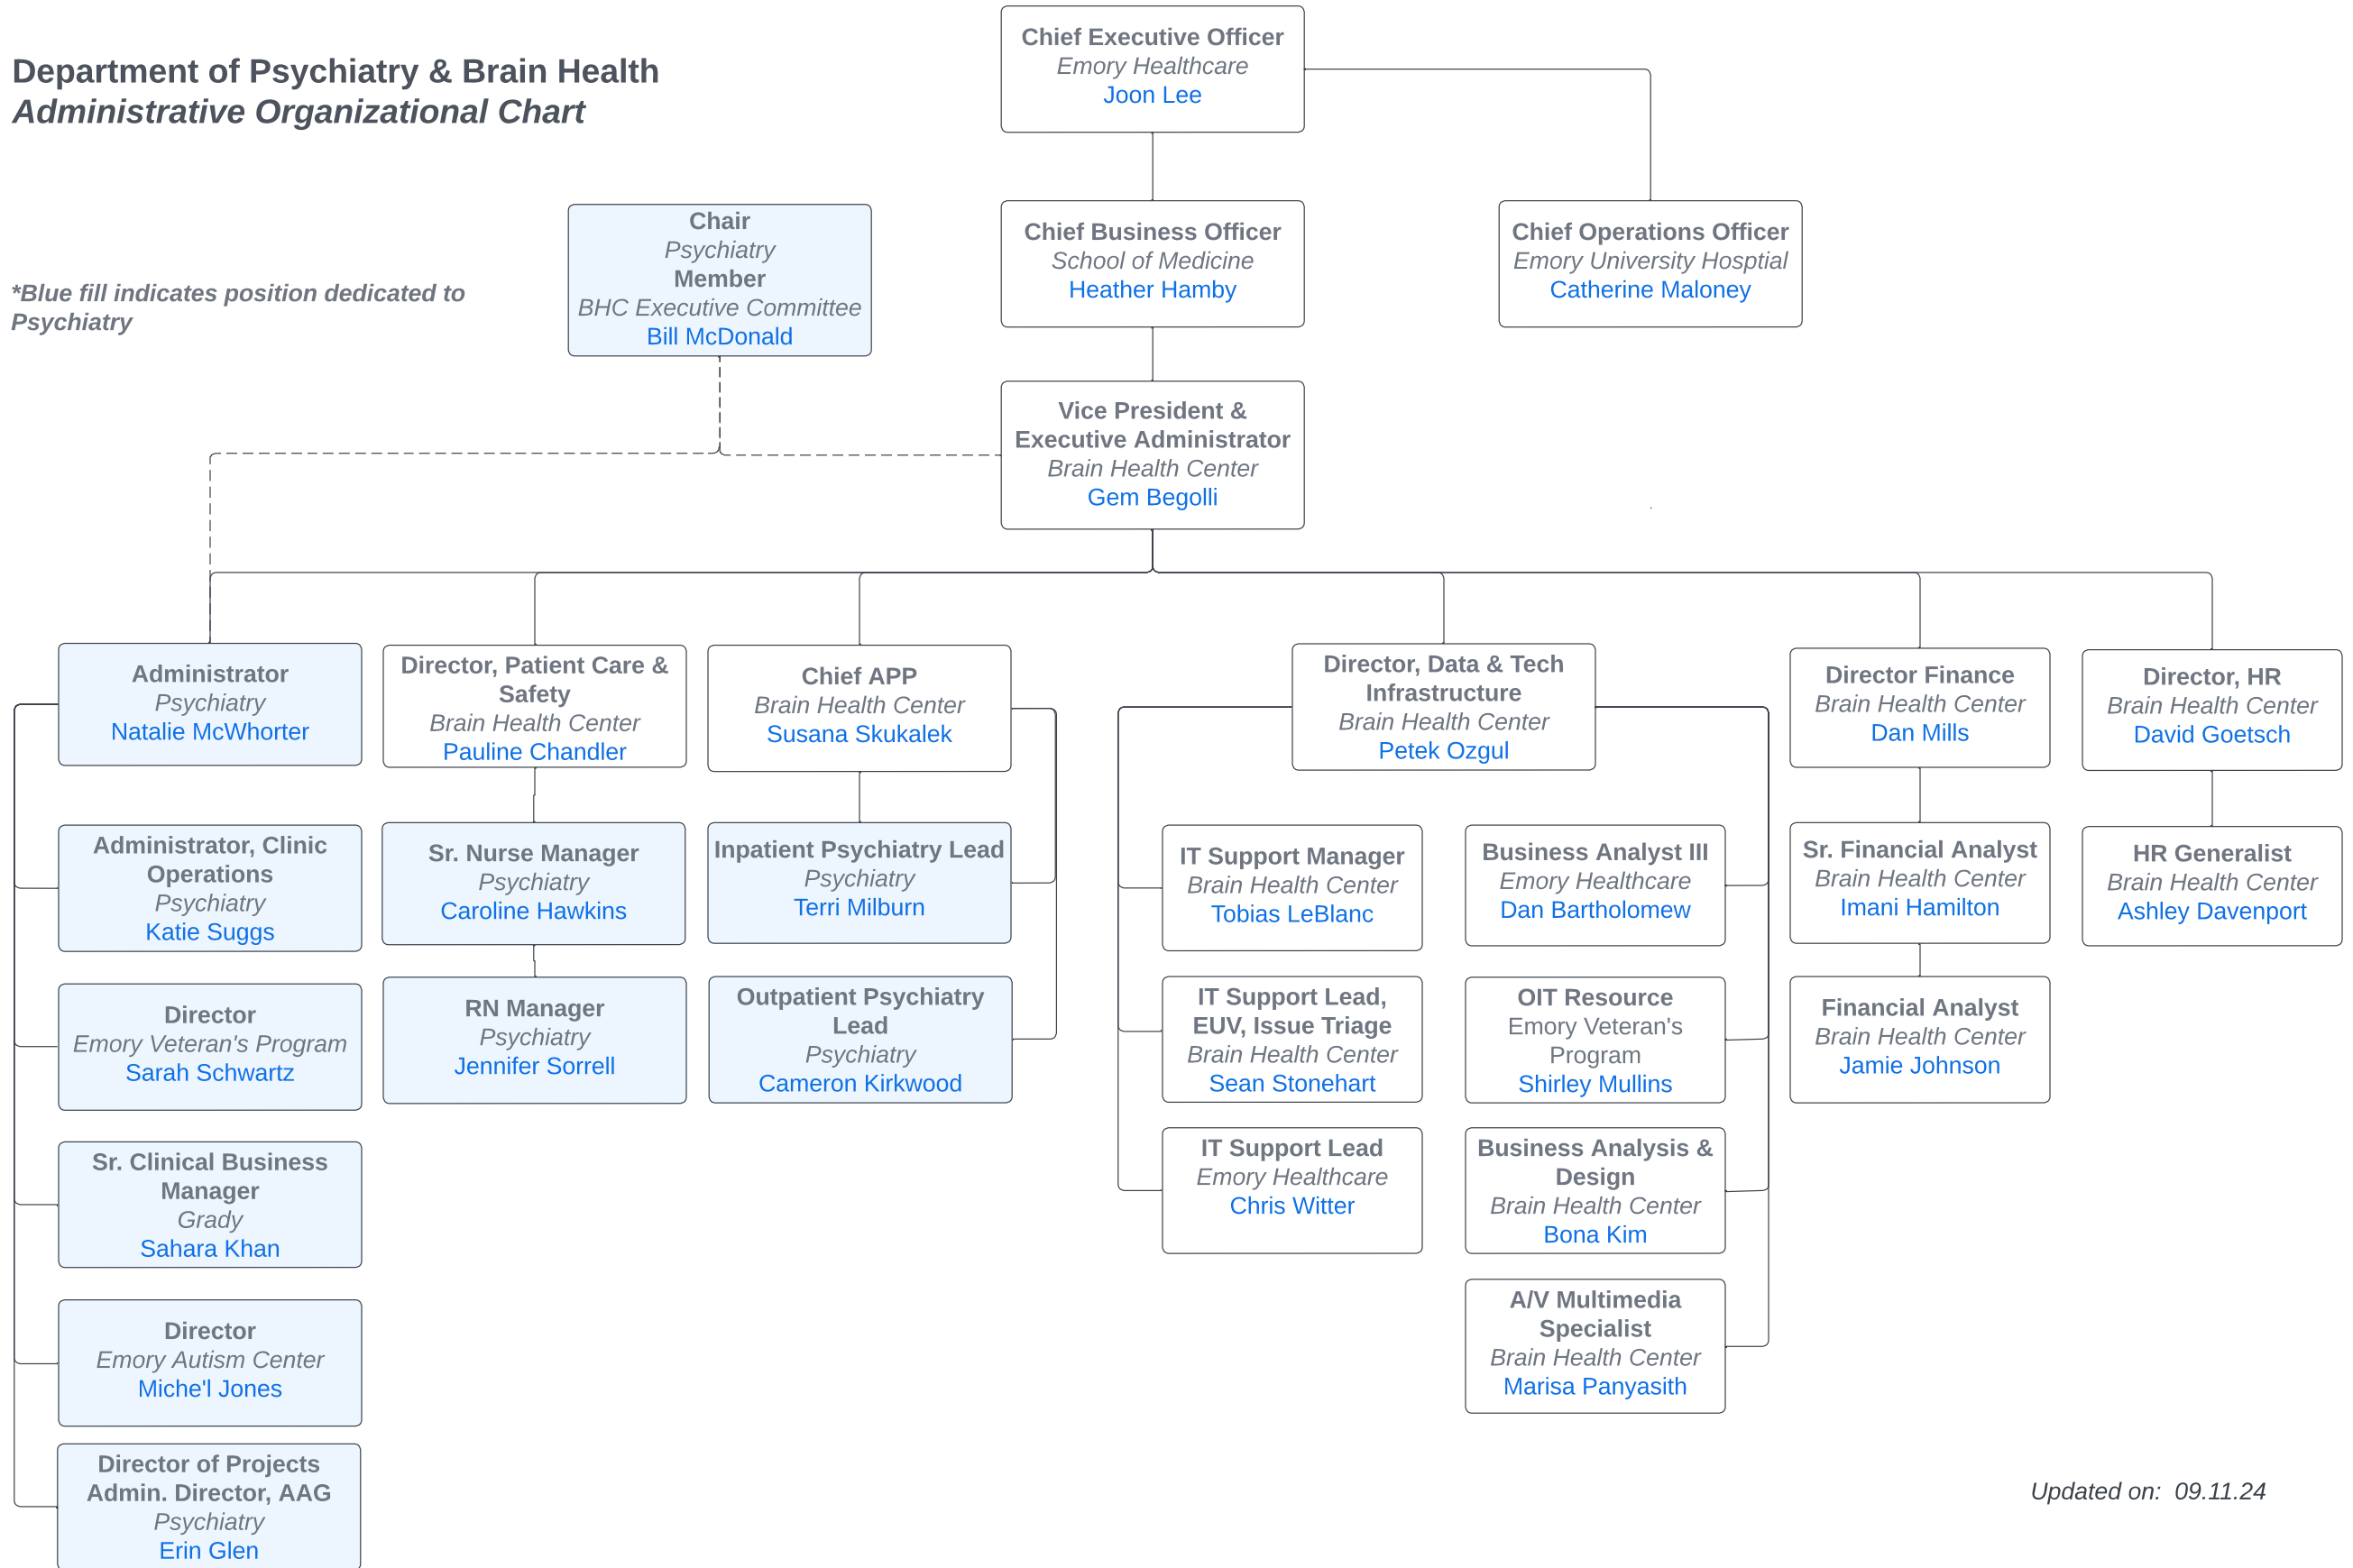 Department of Psychiatry & Brain Health
Administrative Organizational Chart
*Blue fill indicates position dedicated to
Psychiatry
Chief Executive Officer
Emory Healthcare
Joon Lee
Chair
Psychiatry
Member
BHC Executive Committee
Bill McDonald
Chief Business Officer
School of Medicine
Heather Hamby
Chief Operations Officer
Emory University Hosptial
Catherine Maloney
Vice President &
Executive Administrator
Brain Health Center
Gem Begolli
Administrator
Psychiatry
Natalie McWhorter
Director, Patient Care &
Safety
Brain Health Center
Pauline Chandler
Chief APP
Brain Health Center
Susana Skukalek
Director, Data & Tech
Infrastructure
Brain Health Center
Petek Ozgul
Director Finance
Brain Health Center
Dan Mills
Director, HR
Brain Health Center
David Goetsch
Administrator, Clinic
Operations
Psychiatry
Katie Suggs
Sr. Nurse Manager
Psychiatry
Caroline Hawkins
Inpatient Psychiatry Lead
Psychiatry
Terri Milburn
IT Support Manager
Brain Health Center
Tobias LeBlanc
Business Analyst III
Emory Healthcare
Dan Bartholomew
Sr. Financial Analyst
Brain Health Center
Imani Hamilton
HR Generalist
Brain Health Center
Ashley Davenport
Director
Emory Veteran's Program
Sarah Schwartz
RN Manager
Psychiatry
Jennifer Sorrell
Outpatient Psychiatry
Lead
Psychiatry
Cameron Kirkwood
IT Support Lead,
EUV, Issue Triage
Brain Health Center
Sean Stonehart
OIT Resource
Emory Veteran's
Program
Shirley Mullins
Financial Analyst
Brain Health Center
Jamie Johnson
Sr. Clinical Business
Manager
Grady
Sahara Khan
IT Support Lead
Emory Healthcare
Chris Witter
Business Analysis &
Design
Brain Health Center
Bona Kim
Director
Emory Autism Center
Miche'l Jones
A/V Multimedia
Specialist
Brain Health Center
Marisa Panyasith
Director of Projects
Admin. Director, AAG
Psychiatry
Erin Glen
Updated on:  09.11.24